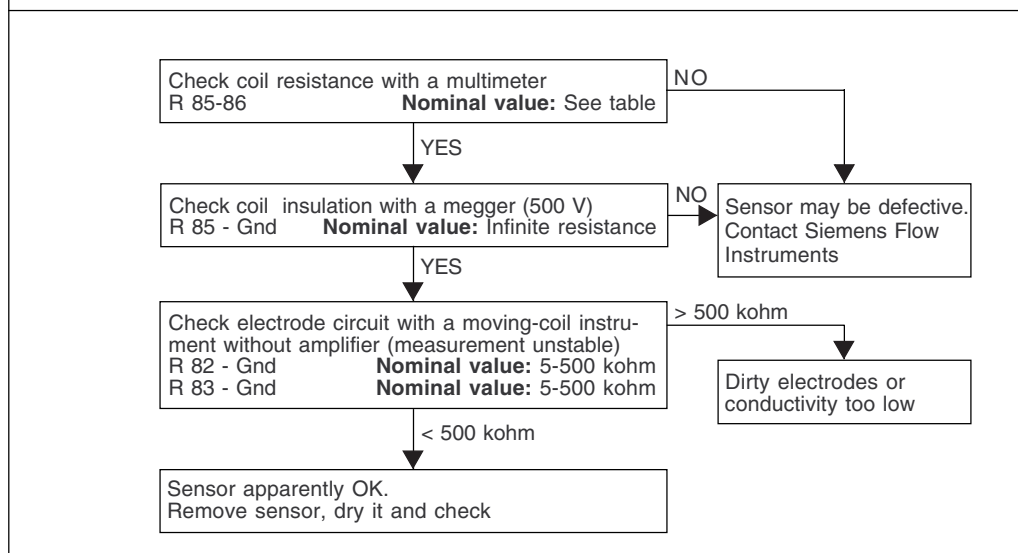 Check coil resistance with a multimeter
R 85-86 Nominal value: See table
NO
YES
Check coil insulation with a megger (500 V)
R 85 - Gnd Nominal value: Infinite resistance
NO
Sensor may be defective.
Contact Siemens Flow
Instruments
YES
Check electrode circuit with a moving-coil instru-
ment without amplifier (measurement unstable)
R 82 - Gnd Nominal value: 5-500 kohm
R 83 - Gnd Nominal value: 5-500 kohm
> 500 kohm
Dirty electrodes or
conductivity too low
< 500 kohm
Sensor apparently OK.
Remove sensor, dry it and check